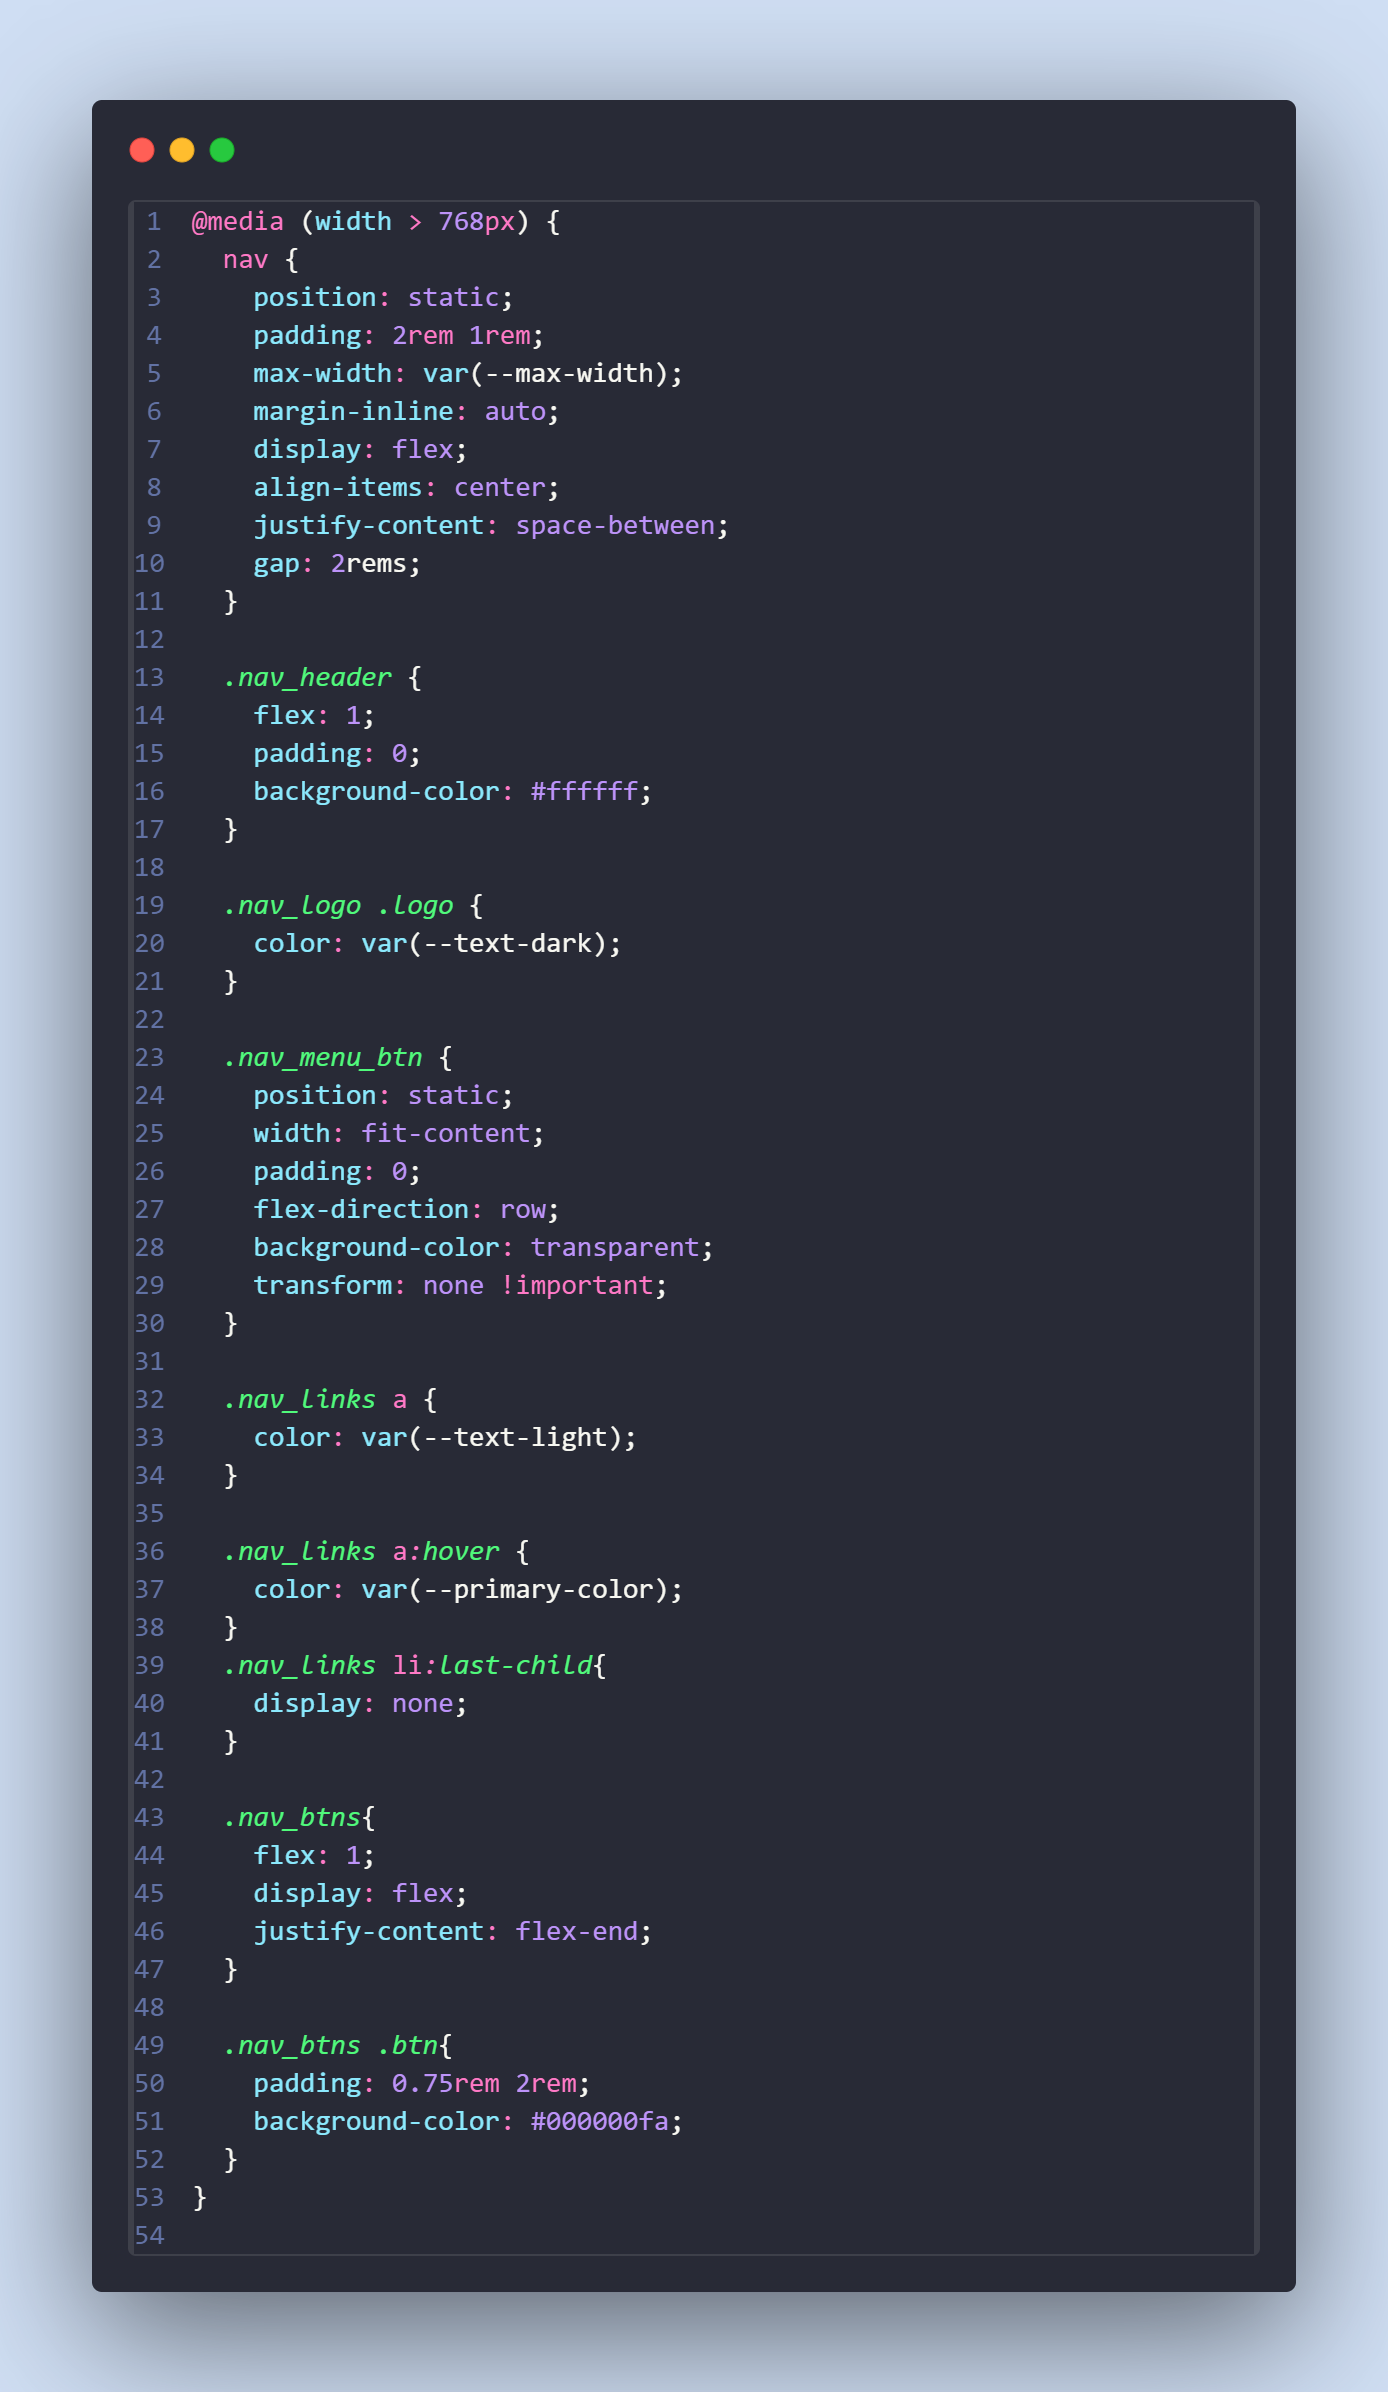 1 @media (width > 768px) {
2   nav {
3     position: static;
4     padding: 2rem 1rem;
5     max-width: var(--max-width);
6     margin-inline: auto;
7     display: flex;
8     align-items: center;
9     justify-content: space-between;
10     gap: 2rems;
11   }
12
13   .nav_header {
14     flex: 1;
15     padding: 0;
16     background-color: #ffffff;
17   }
18
19   .nav_logo .logo {
20     color: var(--text-dark);
21   }
22
23   .nav_menu_btn {
24     position: static;
25     width: fit-content;
26     padding: 0;
27     flex-direction: row;
28     background-color: transparent;
29     transform: none !important;
30   }
31
32   .nav_links a {
33     color: var(--text-light);
34   }
35
36   .nav_links a:hover {
37     color: var(--primary-color);
38   }
39   .nav_links li:last-child{
40     display: none;
41   }
42
43   .nav_btns{
44     flex: 1;
45     display: flex;
46     justify-content: flex-end;
47   }
48
49   .nav_btns .btn{
50     padding: 0.75rem 2rem;
51     background-color: #000000fa;
52   }
53 }
54